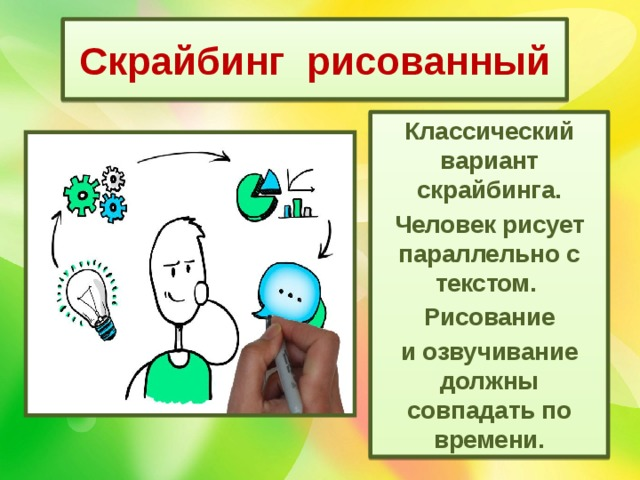 Скрайбинг рисованный
Классический
вариант
скрайбинга.
Человек рисует
параллельно с
текстом.
Рисование
и озвучивание
должны
совпадать по
времени.